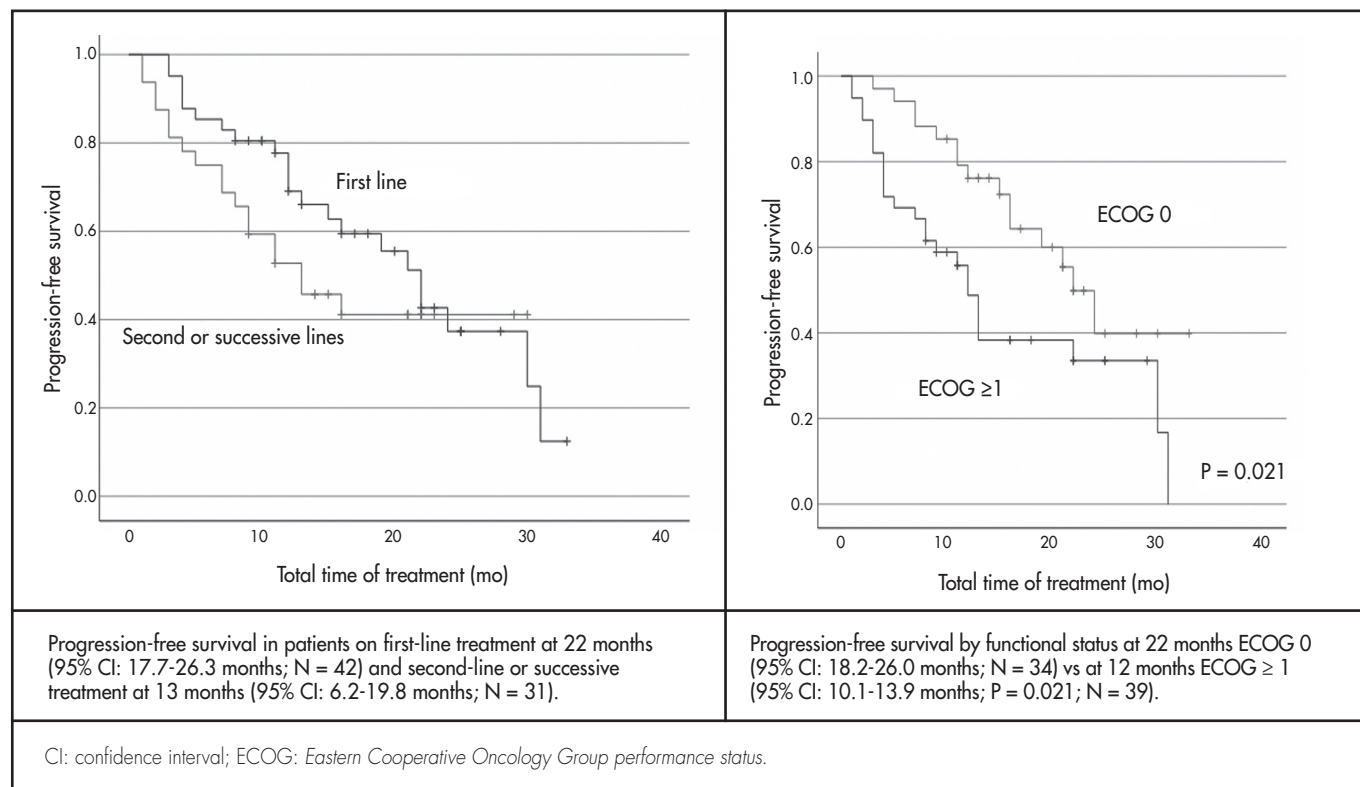 1.0
0.8
0.6
0.4
0.2
0.0
Progression-free survival
First line
Second or successive lines
0 10 20 30 40
Total time of treatment (mo)
1.0
0.8
0.6
0.4
0.2
0.0
Progression-free survival
ECOG 0
ECOG ≥1
P = 0.021
0 10 20 30 40
Total time of treatment (mo)
Progression-free survival in patients on first-line treatment at 22 months
(95% CI: 17.7-26.3 months; N = 42) and second-line or successive
treatment at 13 months (95% CI: 6.2-19.8 months; N = 31).
Progression-free survival by functional status at 22 months ECOG 0
(95% CI: 18.2-26.0 months; N = 34) vs at 12 months ECOG ≥ 1
(95% CI: 10.1-13.9 months; P = 0.021; N = 39).
CI: confidence interval; ECOG: Eastern Cooperative Oncology Group performance status.